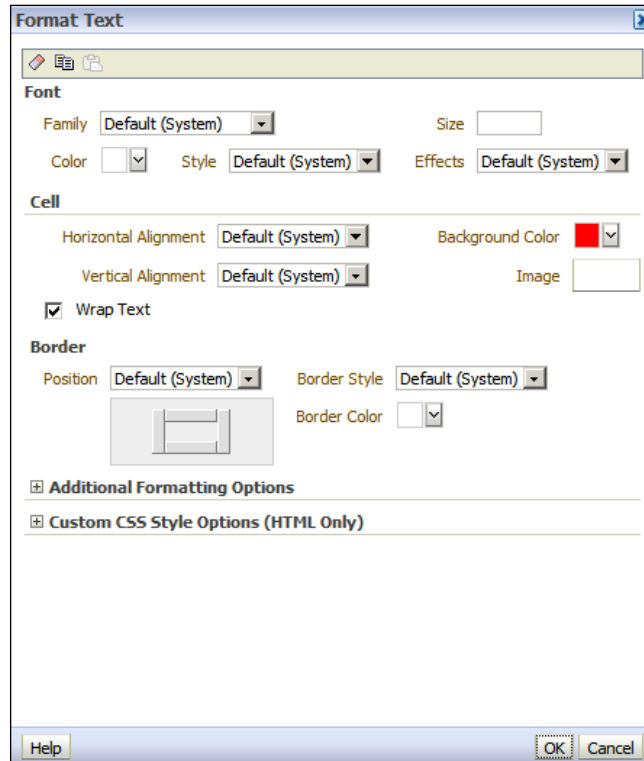 Format Text
Font
Family Default (System) Size
Color Style Default (System) Effects Default (System)
Cell
Horizontal Alignment Default (System) Background Color
Vertical Alignment Default (System) Image
Wrap Text
Border
Position Default (System) Border Style Default (System)
Border Color
Additional Formatting Options
Custom CSS Style Options (HTML Only)
Help OK Cancel